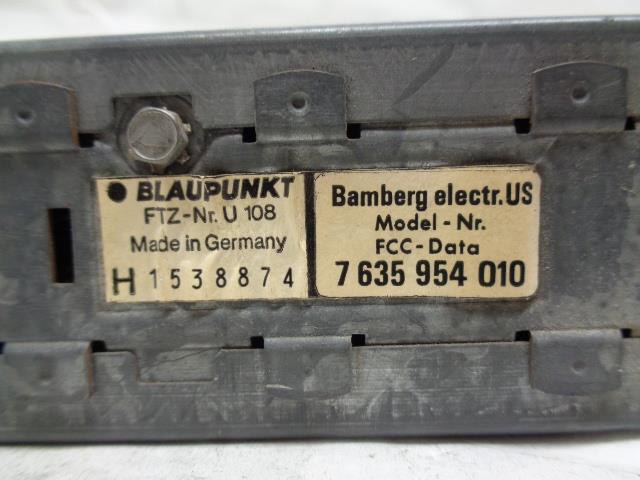 BLAUPUNKT
FTZ-Nr. U 108
Made in Germany
H 1538874
Bamberg electr.US
Model - Nr.
FCC - Data
7 635 954 010